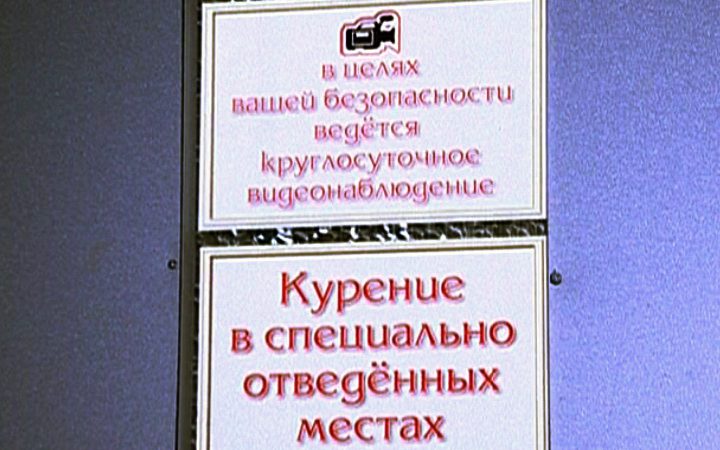 в целях
вашей безопасности
ведётся
круглосуточное
видеонаблюдение
Курение
в специально
отведённых
местах